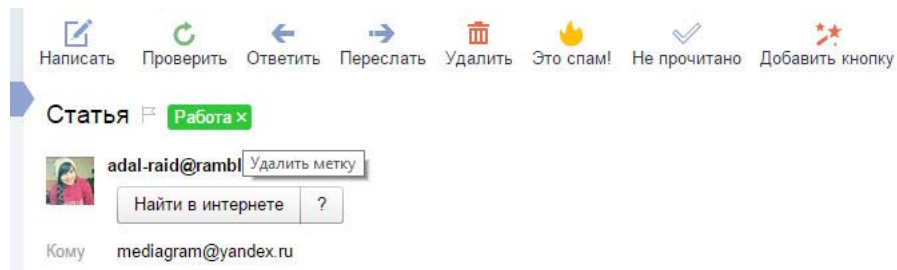 Написать Проверить Ответить Переслать Удалить Это спам! Не прочитано Добавить кнопку
Статья Работа ×
adal-raid@rambl Удалить метку
Найти в интернете ?
Кому mediagram@yandex.ru